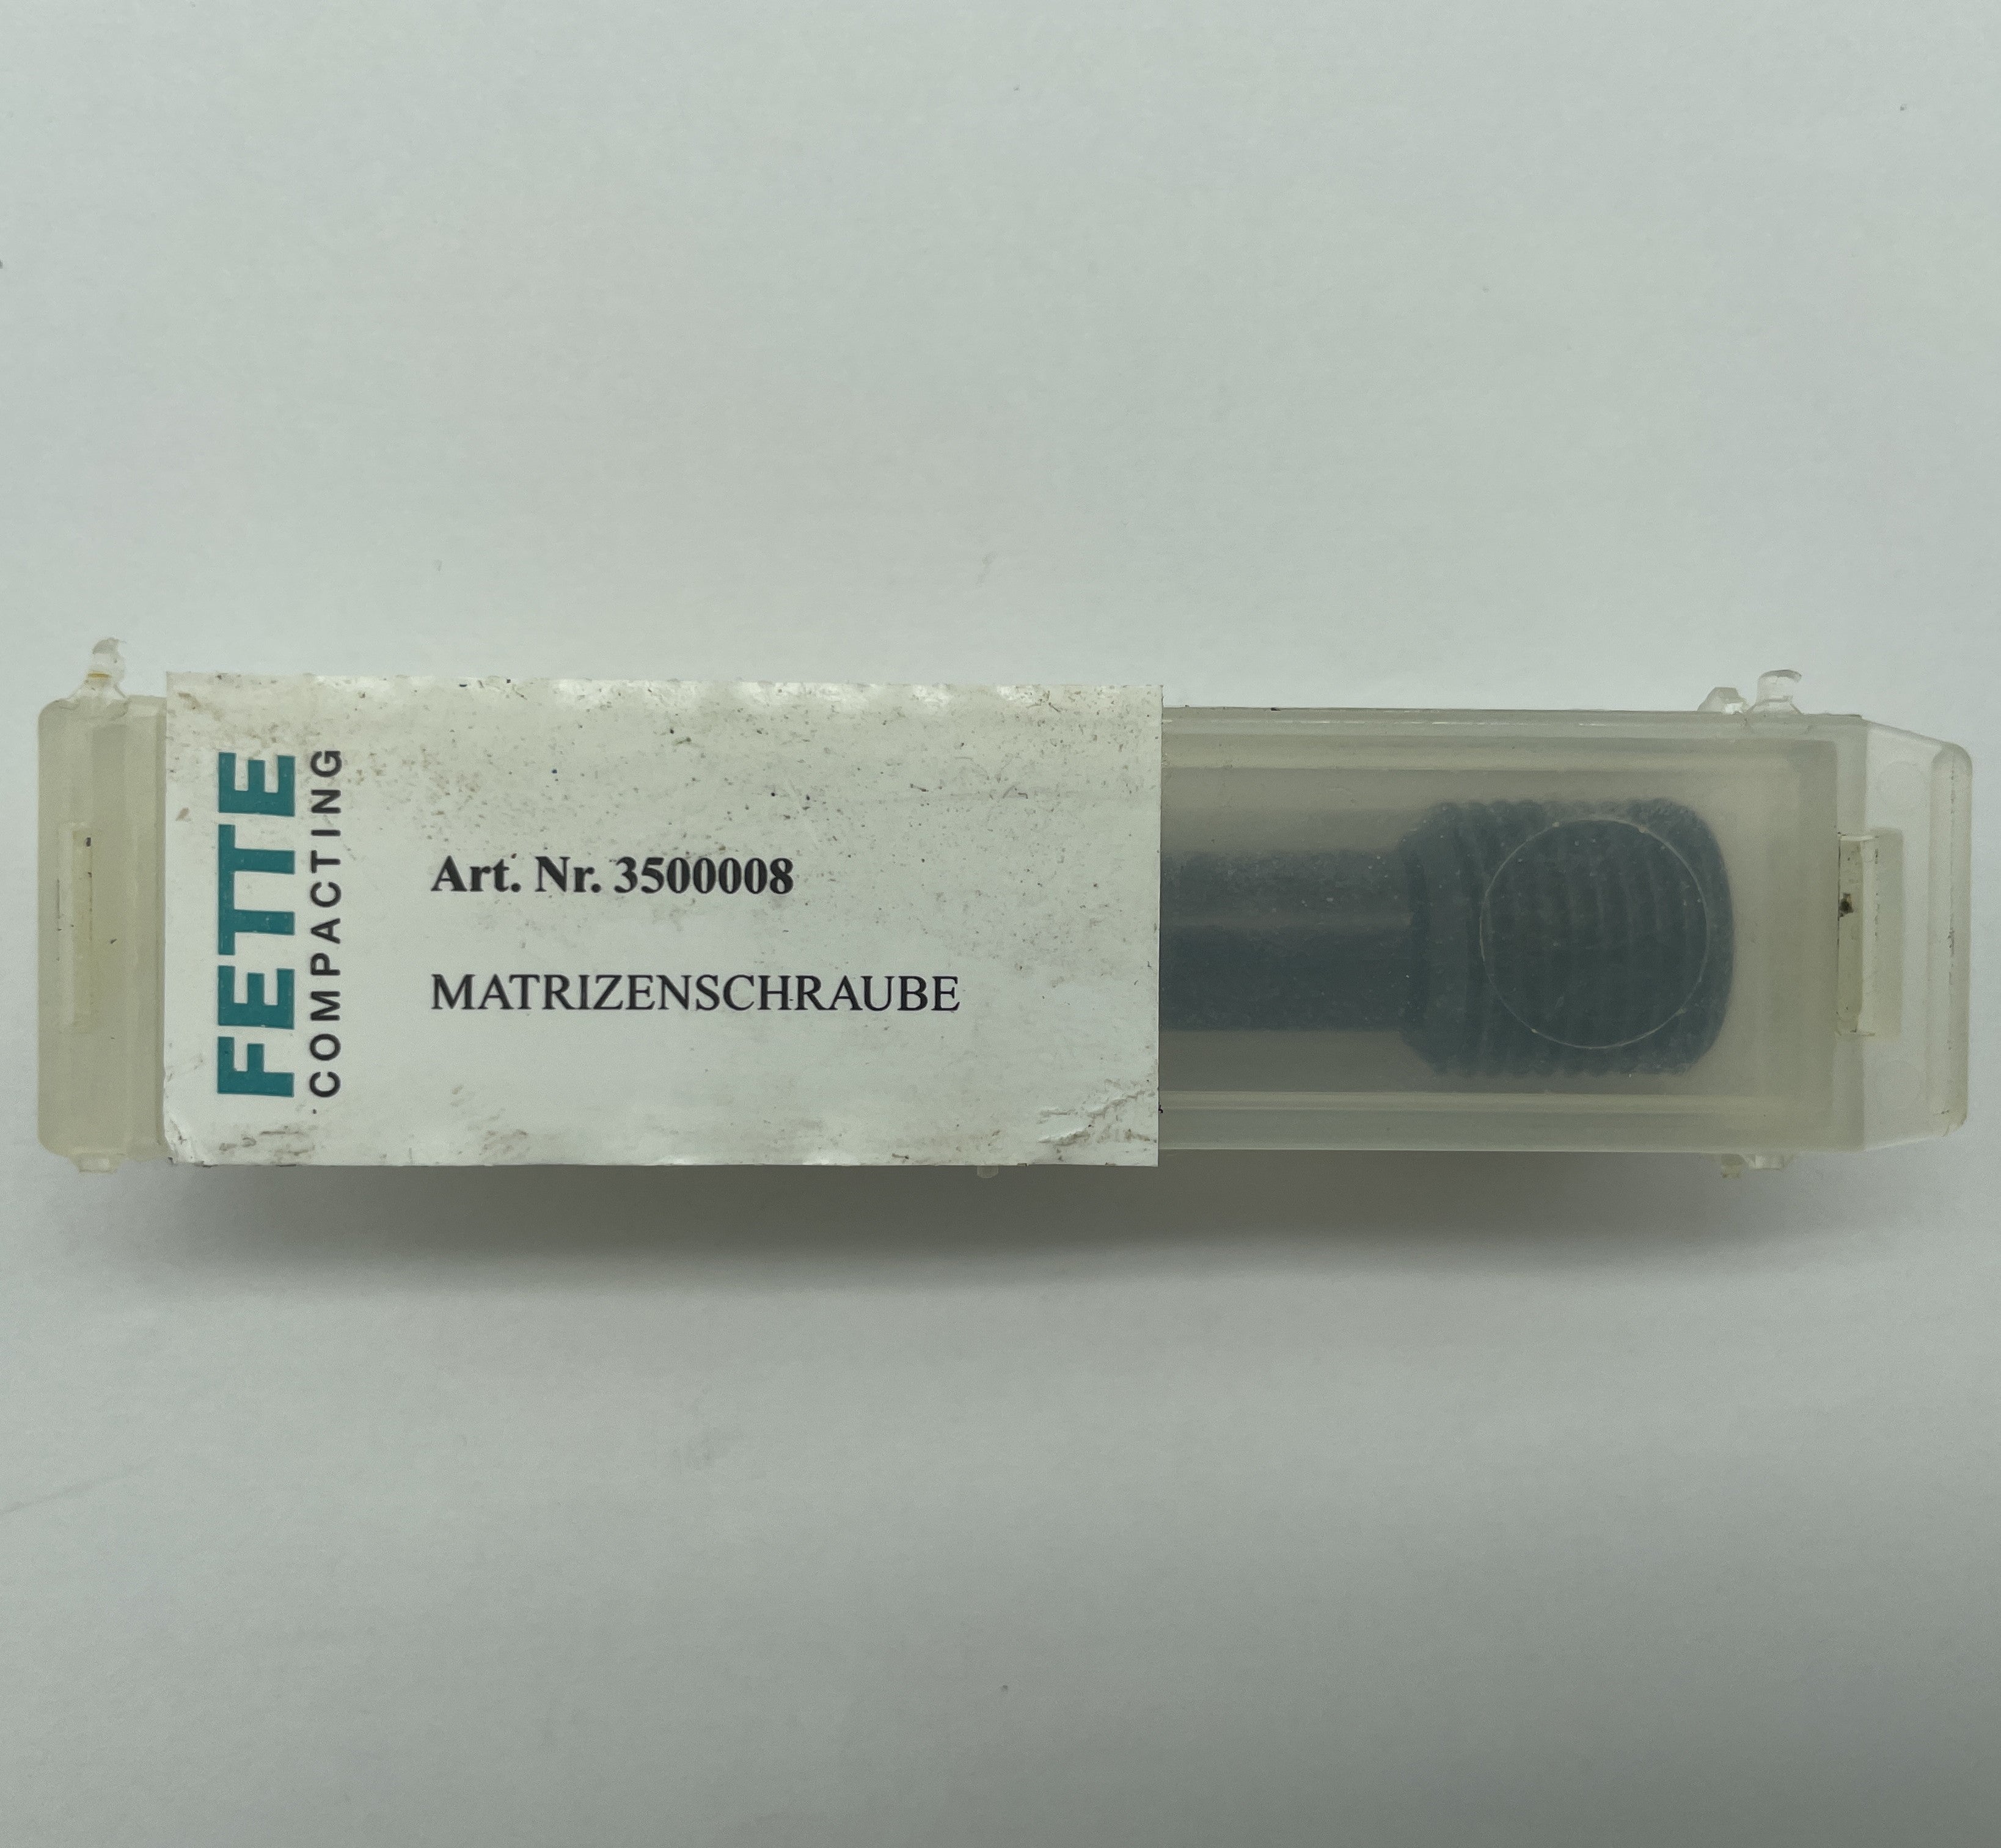 FETTE
COMPACTING
Art. Nr. 3500008
MATRIZENSCHRAUBE